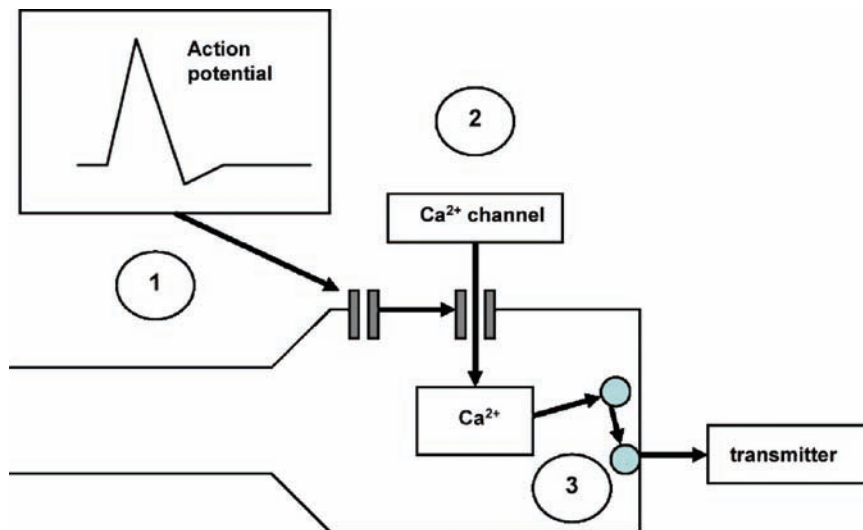 Action
potential
2
Ca²⁺ channel
1
Ca²⁺
3
transmitter